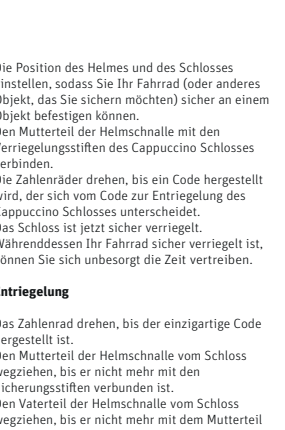 Die Position des Helmes und des Schlosses
einstellen, sodass Sie Ihr Fahrrad (oder anderes
Objekt, das Sie sichern möchten) sicher an einem
Objekt befestigen können.
Den Mutterteil der Helmschnalle mit den
Verriegelungsstiften des Cappuccino Schlosses
verbinden.
Die Zahlenräder drehen, bis ein Code hergestellt
wird, der sich vom Code zur Entriegelung des
Cappuccino Schlosses unterscheidet.
Das Schloss ist jetzt sicher verriegelt.
Währenddessen Ihr Fahrrad sicher verriegelt ist,
können Sie sich unbesorgt die Zeit vertreiben.
Entriegelung
Das Zahlenrad drehen, bis der einzigartige Code
hergestellt ist.
Den Mutterteil der Helmschnalle vom Schloss
wegziehen, bis er nicht mehr mit den
Sicherungsstiften verbunden ist.
Den Vaterteil der Helmschnalle vom Schloss
wegziehen, bis er nicht mehr mit dem Mutterteil